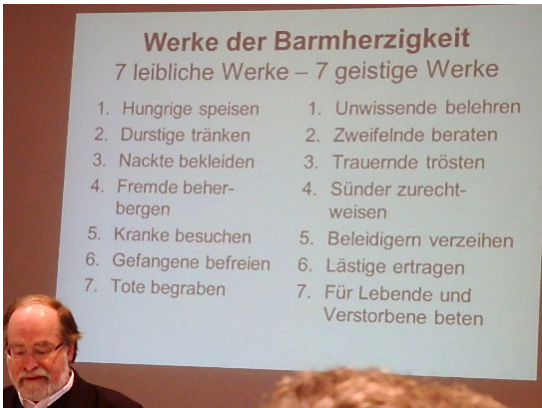 Werke der Barmherzigkeit
7 leibliche Werke – 7 geistige Werke
1. Hungrige speisen
2. Durstige tränken
3. Nackte bekleiden
4. Fremde beher-
bergen
5. Kranke besuchen
6. Gefangene befreien
7. Tote begraben
1. Unwissende belehren
2. Zweifelnde beraten
3. Trauernde trösten
4. Sünder zurecht-
weisen
5. Beleidigern verzeihen
6. Lästige ertragen
7. Für Lebende und
Verstorbene beten